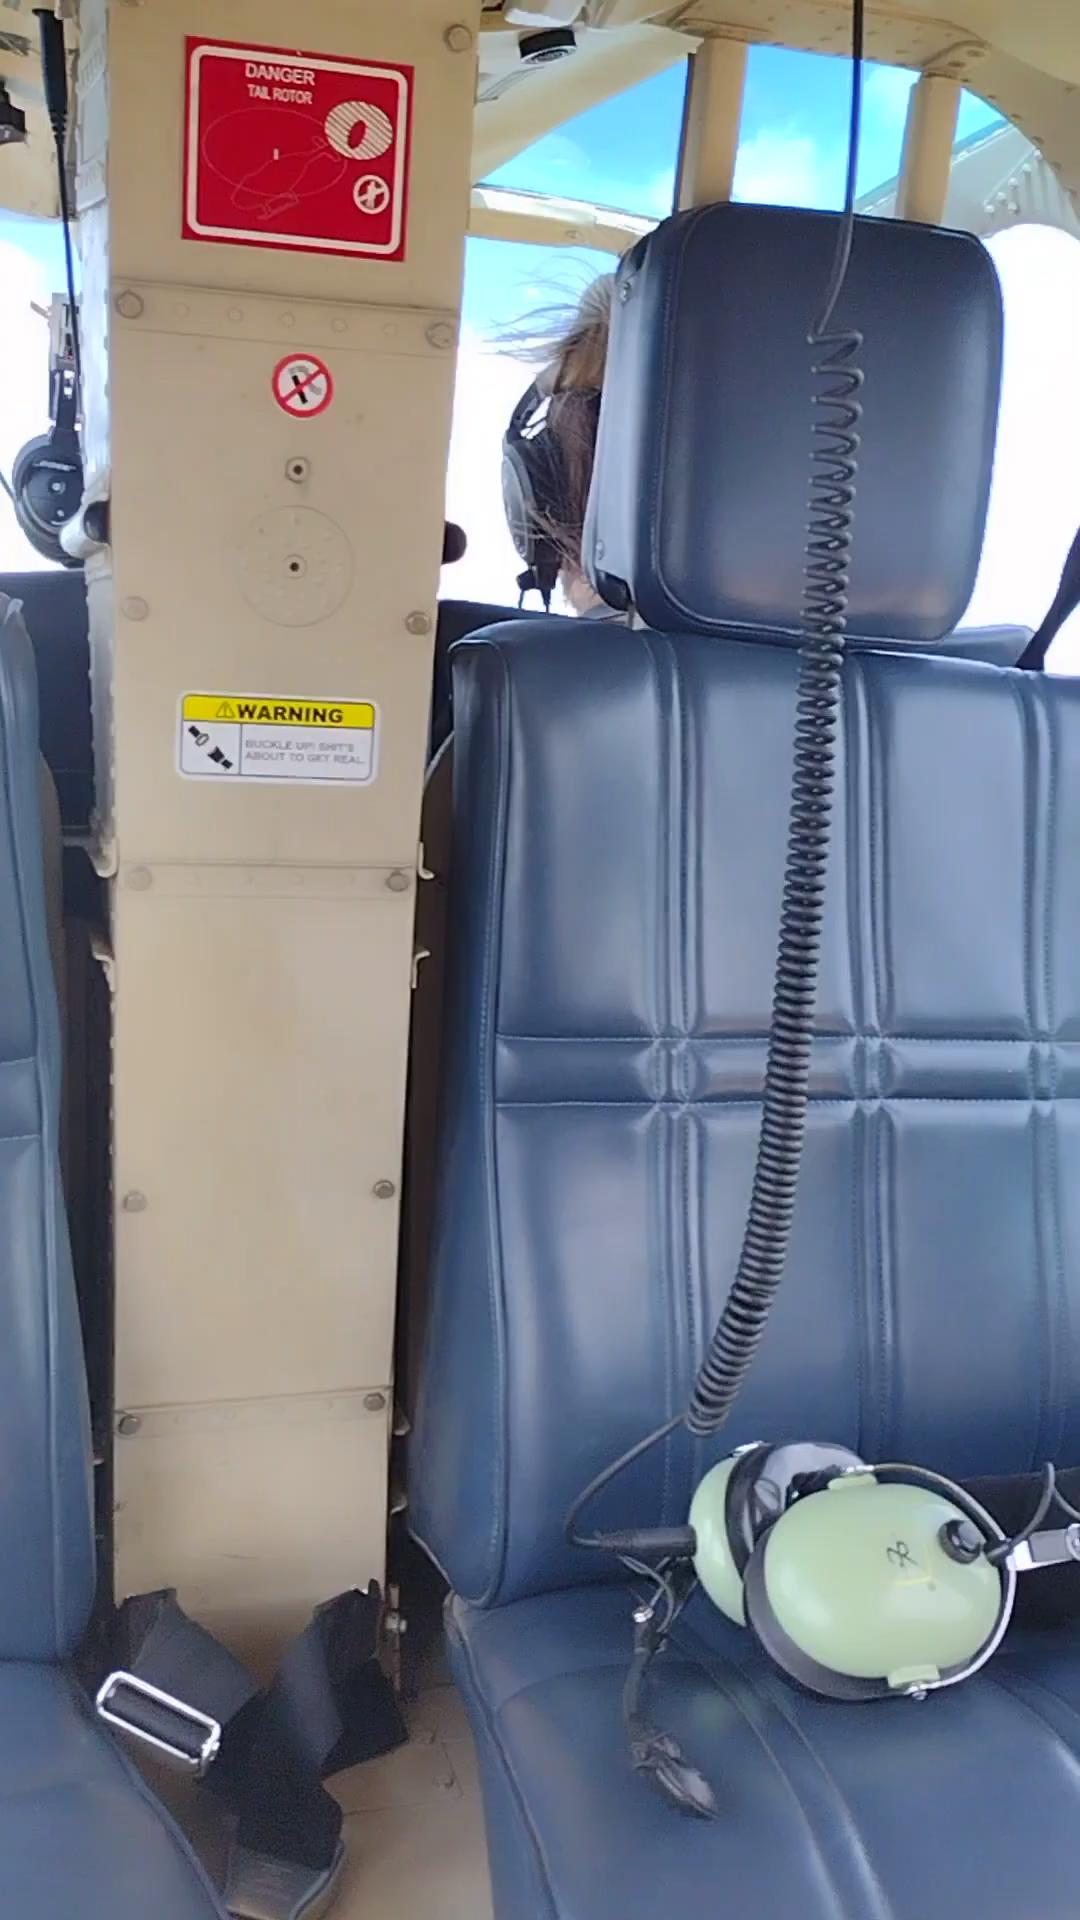 DANGER
TAIL ROTOR
WARNING
BUCKLE UP! SHIT'S
ABOUT TO GET REAL.